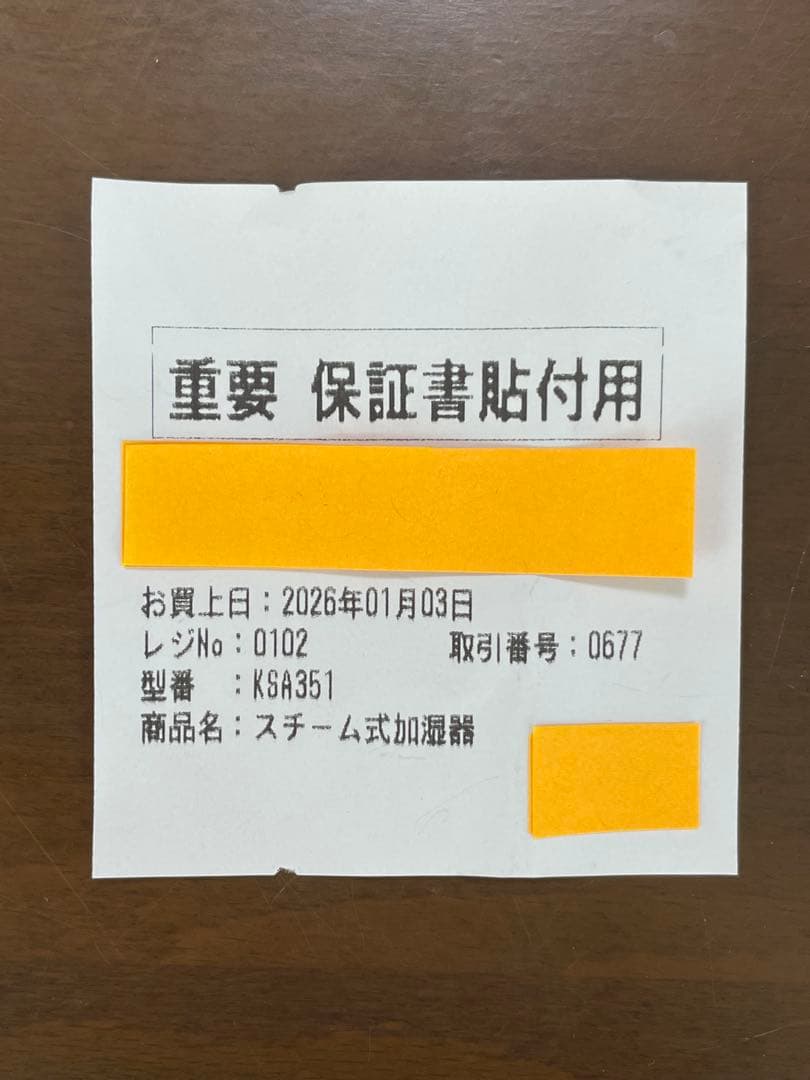 重要 保証書貼付用
お買上日：2026年01月03日
レジNo：0102 取引番号：0677
型番　：KSA351
商品名：スチーム式加湿器